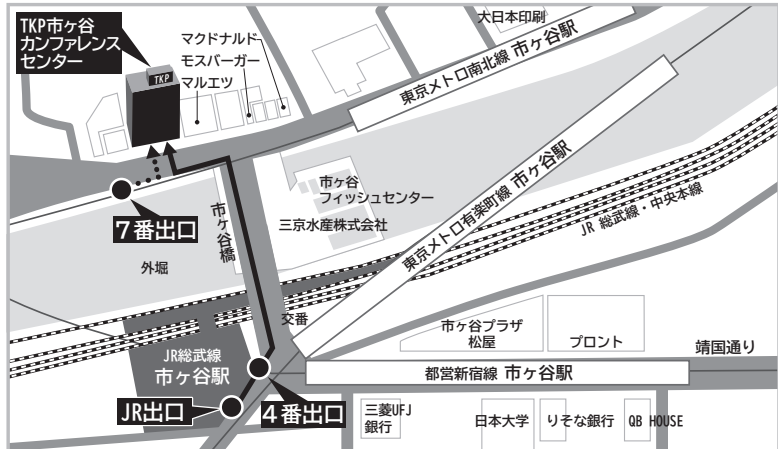 TKP市ヶ谷
カンファレンス
センター
TKP
マクドナルド
モスバーガー
マルエツ
大日本印刷
東京メトロ南北線 市ヶ谷駅
市ヶ谷
フィッシュセンター
三京水産株式会社
東京メトロ有楽町線 市ヶ谷駅
JR 総武線・中央本線
7番出口
市ヶ谷橋
外堀
交番
市ヶ谷プラザ
松屋
プロント
靖国通り
JR総武線
市ヶ谷駅
都営新宿線 市ヶ谷駅
JR出口
4番出口
三菱UFJ
銀行
日本大学
りそな銀行
QB HOUSE